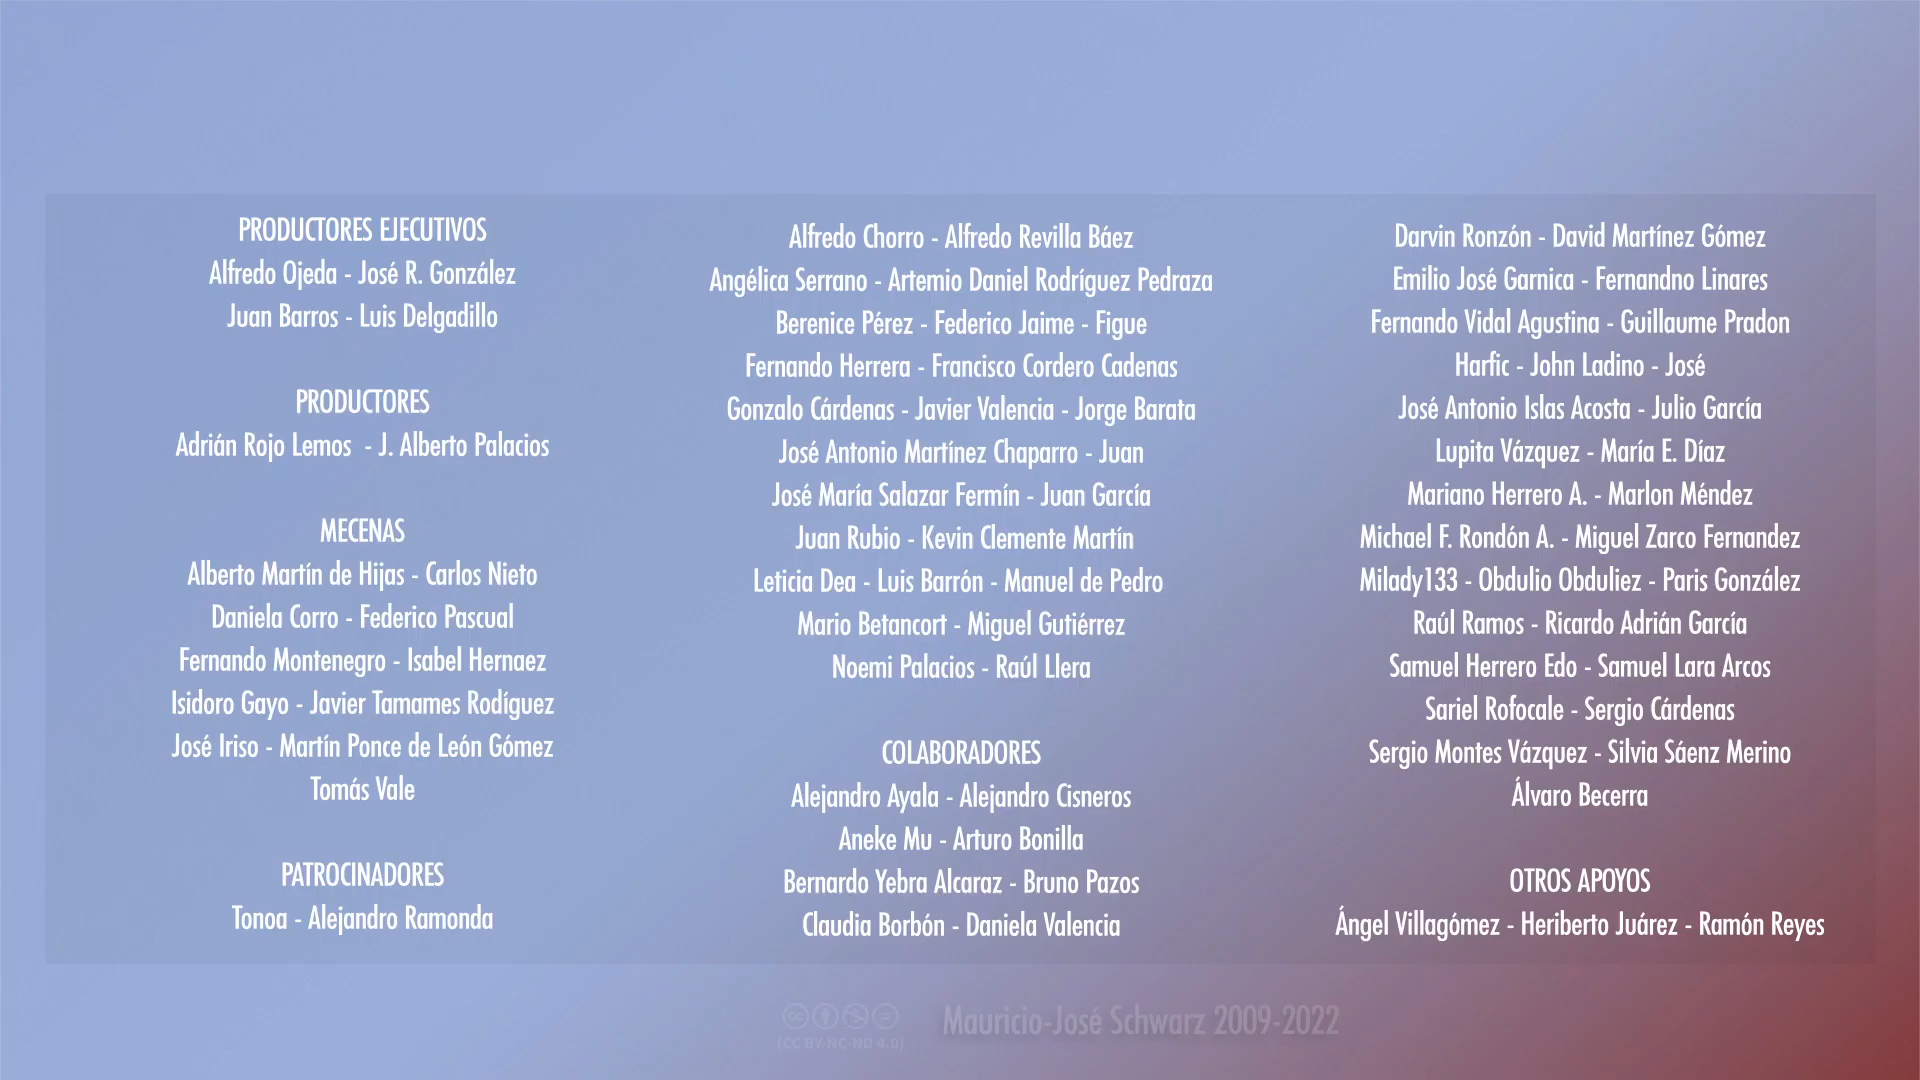 PRODUCTORES EJECUTIVOS
Alfredo Ojeda - José R. González
Juan Barros - Luis Delgadillo
PRODUCTORES
Adrián Rojo Lemos  - J. Alberto Palacios
MECENAS
Alberto Martín de Hijas - Carlos Nieto
Daniela Corro - Federico Pascual
Fernando Montenegro - Isabel Hernaez
Isidoro Gayo - Javier Tamames Rodíguez
José Iriso - Martín Ponce de León Gómez
Tomás Vale
PATROCINADORES
Tonoa - Alejandro Ramonda
Alfredo Chorro - Alfredo Revilla Báez
Angélica Serrano - Artemio Daniel Rodríguez Pedraza
Berenice Pérez - Federico Jaime - Figue
Fernando Herrera - Francisco Cordero Cadenas
Gonzalo Cárdenas - Javier Valencia - Jorge Barata
José Antonio Martínez Chaparro - Juan
José María Salazar Fermín - Juan García
Juan Rubio - Kevin Clemente Martín
Leticia Dea - Luis Barrón - Manuel de Pedro
Mario Betancort - Miguel Gutiérrez
Noemi Palacios - Raúl Llera
COLABORADORES
Alejandro Ayala - Alejandro Cisneros
Aneke Mu - Arturo Bonilla
Bernardo Yebra Alcaraz - Bruno Pazos
Claudia Borbón - Daniela Valencia
Darvin Ronzón - David Martínez Gómez
Emilio José Garnica - Fernandno Linares
Fernando Vidal Agustina - Guillaume Pradon
Harfic - John Ladino - José
José Antonio Islas Acosta - Julio García
Lupita Vázquez - María E. Díaz
Mariano Herrero A. - Marlon Méndez
Michael F. Rondón A. - Miguel Zarco Fernandez
Milady133 - Obdulio Obduliez - Paris González
Raúl Ramos - Ricardo Adrián García
Samuel Herrero Edo - Samuel Lara Arcos
Sariel Rofocale - Sergio Cárdenas
Sergio Montes Vázquez - Silvia Sáenz Merino
Álvaro Becerra
OTROS APOYOS
Ángel Villagómez - Heriberto Juárez - Ramón Reyes
Mauricio-José Schwarz 2009-2022
(CC BY-NC-ND 4.0)